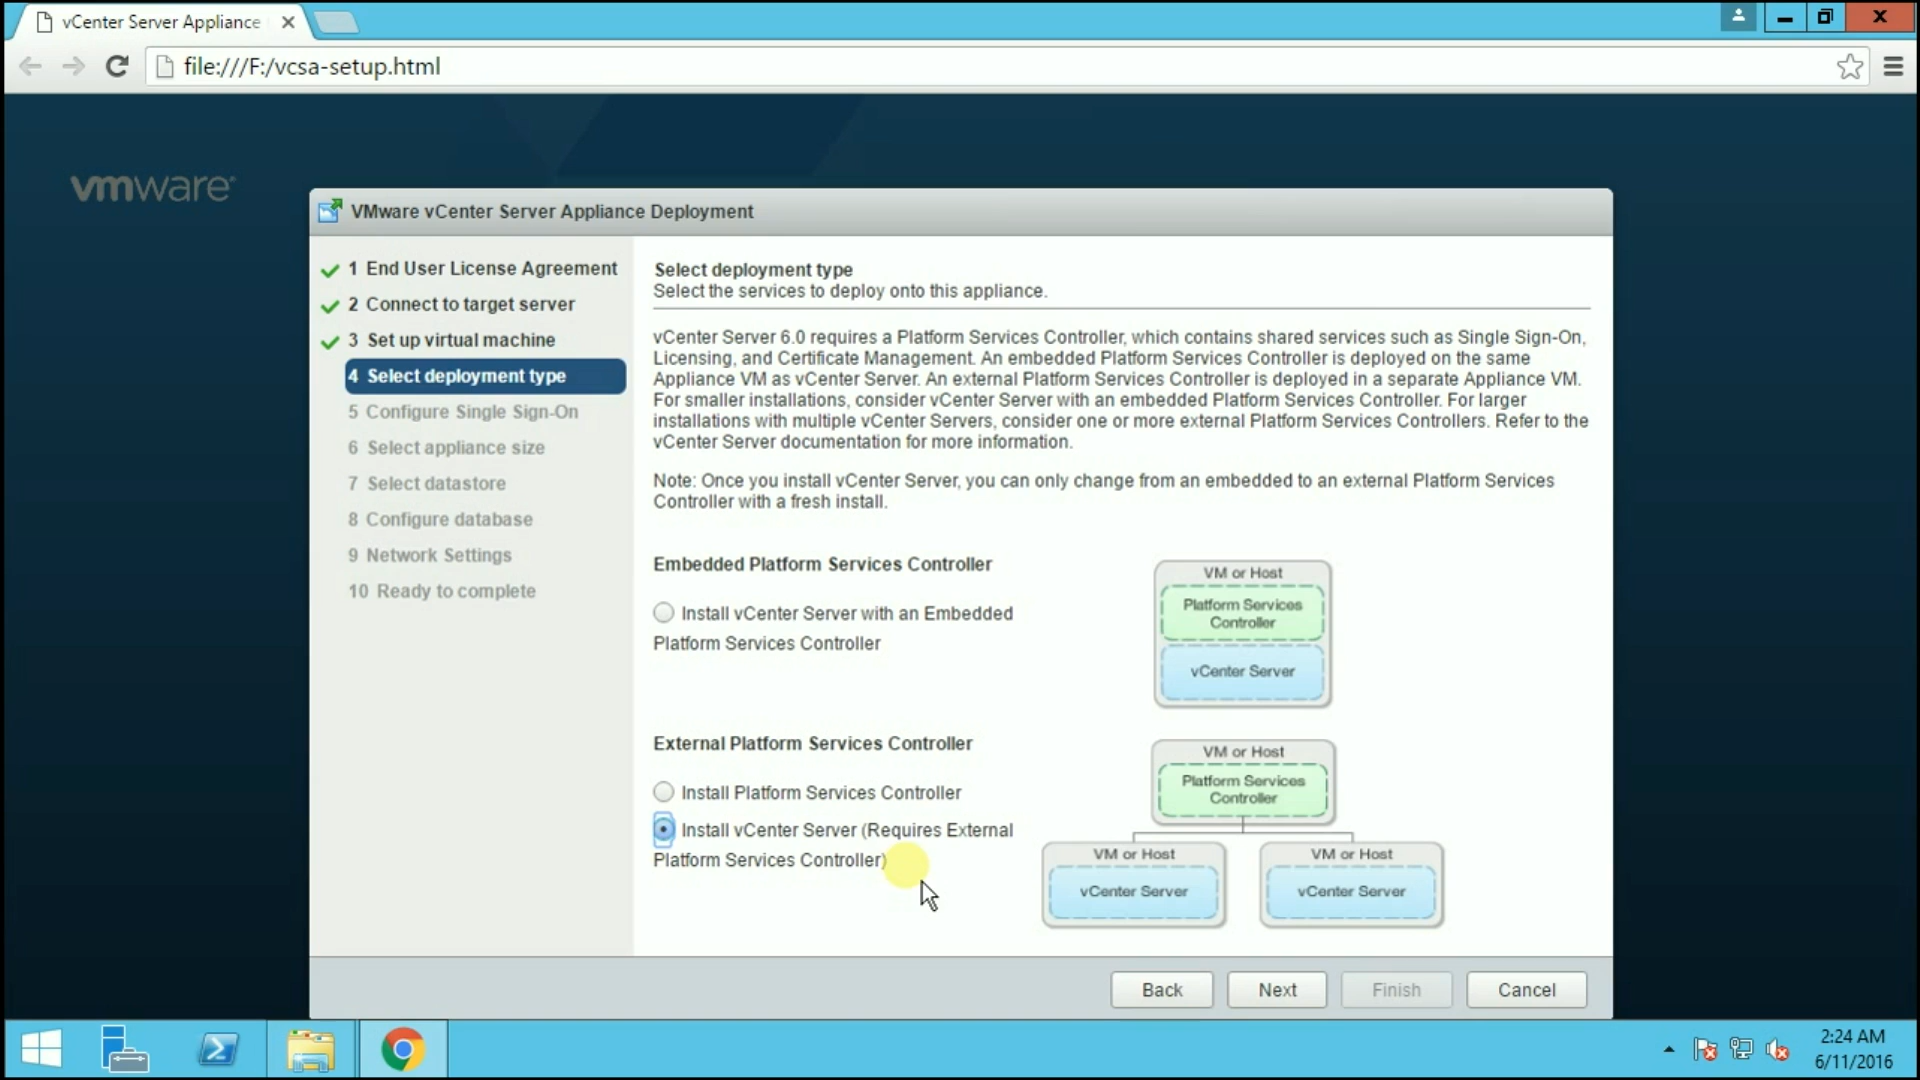 vCenter Server Appliance
file:///F:/vcsa-setup.html
vmware
VMware vCenter Server Appliance Deployment
1 End User License Agreement
2 Connect to target server
3 Set up virtual machine
4 Select deployment type
5 Configure Single Sign-On
6 Select appliance size
7 Select datastore
8 Configure database
9 Network Settings
10 Ready to complete
Select deployment type
Select the services to deploy onto this appliance.
vCenter Server 6.0 requires a Platform Services Controller, which contains shared services such as Single Sign-On,
Licensing, and Certificate Management. An embedded Platform Services Controller is deployed on the same
Appliance VM as vCenter Server. An external Platform Services Controller is deployed in a separate Appliance VM.
For smaller installations, consider vCenter Server with an embedded Platform Services Controller. For larger
installations with multiple vCenter Servers, consider one or more external Platform Services Controllers. Refer to the
vCenter Server documentation for more information.
Note: Once you install vCenter Server, you can only change from an embedded to an external Platform Services
Controller with a fresh install.
Embedded Platform Services Controller
Install vCenter Server with an Embedded
Platform Services Controller
VM or Host
Platform Services
Controller
vCenter Server
External Platform Services Controller
Install Platform Services Controller
Install vCenter Server (Requires External
Platform Services Controller)
VM or Host
Platform Services
Controller
VM or Host
vCenter Server
VM or Host
vCenter Server
Back
Next
Finish
Cancel
2:24 AM
6/11/2016